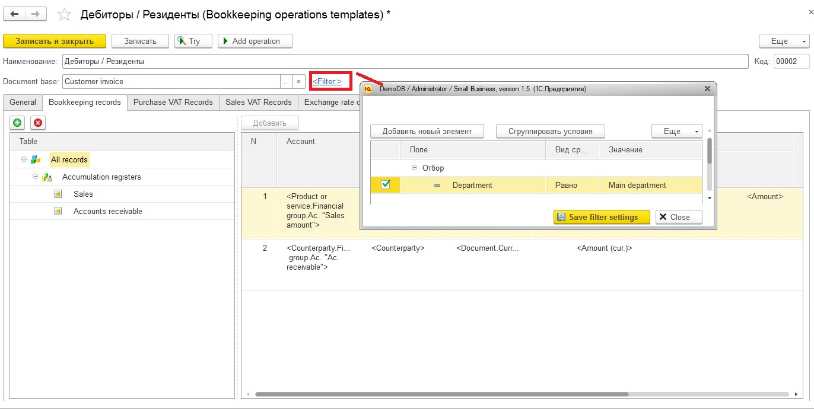 Дебиторы / Резиденты (Bookkeeping operations templates) *
Записать и закрыть Записать Try Add operation Еще
Наименование: Дебиторы / Резиденты Код: 00002
Document base: Customer invoice ... × <Filter:>
General Bookkeeping records Purchase VAT Records Sales VAT Records Exchange rate d
DemoDB / Administrator / Small Business, version 1.5 (1С:Предприятие)
Добавить новый элемент Сгруппировать условия Еще
Поле Вид ср... Значение
Отбор
Department Равно Main department
Save filter settings Close
Добавить
Table
All records
Accumulation registers
Sales
Accounts receivable
N Account
1 <Product or
service.Financial
group.Ac. "Sales
amount">
<Amount>
2 <Counterparty.Fi...
group.Ac. "Ac.
receivable">
<Counterparty> <Document.Curr... <Amount (cur.)>